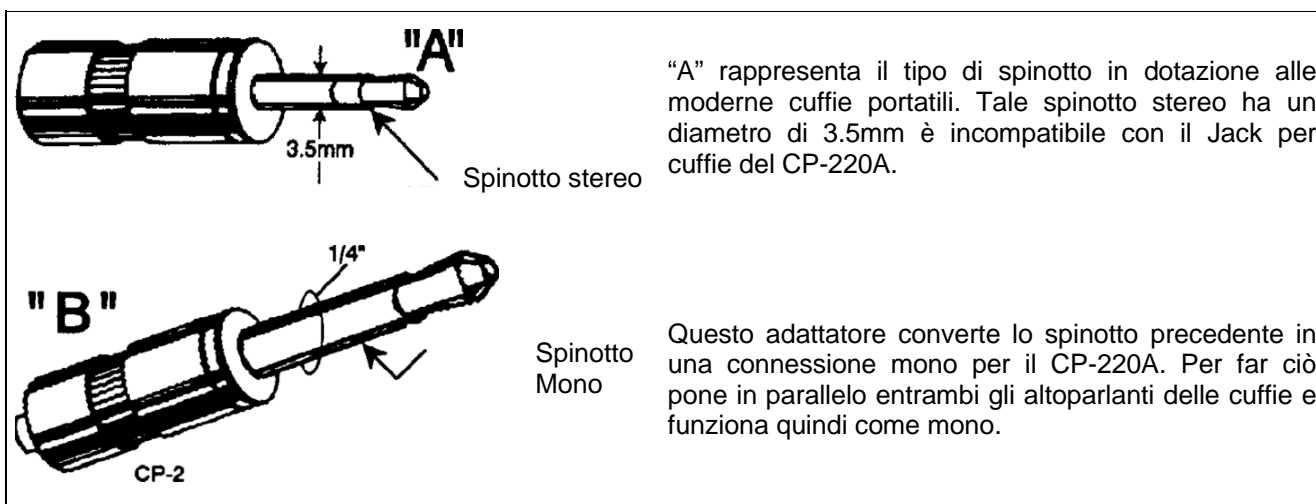 "A"
3.5mm
Spinotto stereo
“A” rappresenta il tipo di spinotto in dotazione alle
moderne cuffie portatili. Tale spinotto stereo ha un
diametro di 3.5mm è incompatibile con il Jack per
cuffie del CP-220A.
1/4"
"B"
CP-2
Spinotto
Mono
Questo adattatore converte lo spinotto precedente in
una connessione mono per il CP-220A. Per far ciò
pone in parallelo entrambi gli altoparlanti delle cuffie e
funziona quindi come mono.